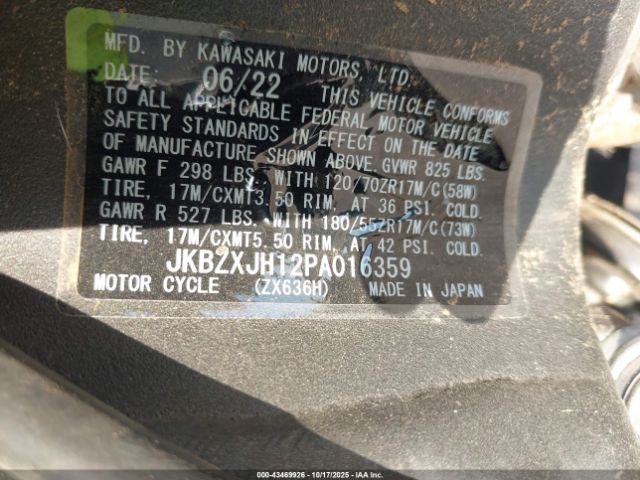 MFD. BY KAWASAKI MOTORS, LTD.
DATE: 06/22 THIS VEHICLE CONFORMS
TO ALL APPLICABLE FEDERAL MOTOR VEHICLE
SAFETY STANDARDS IN EFFECT ON THE DATE
OF MANUFACTURE SHOWN ABOVE. GVWR 825 LBS.
GAWR F 298 LBS. WITH 120/70ZR17M/C(58W)
TIRE, 17M/CXMT3.50 RIM, AT 36 PSI. COLD.
GAWR R 527 LBS. WITH 180/55ZR17M/C(73W)
TIRE, 17M/CXMT5.50 RIM, AT 42 PSI. COLD.
JKBZXJH12PA016359
MOTOR CYCLE (ZX636H) MADE IN JAPAN
000-43469926 - 10/17/2025 - COPART